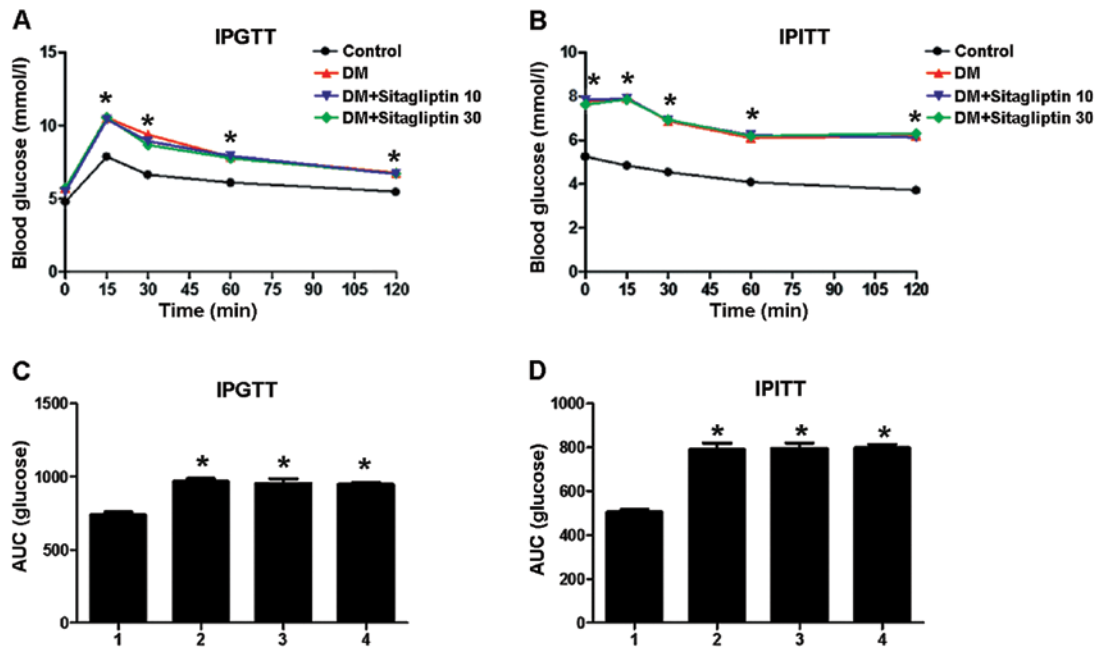 A
IPGTT
Blood glucose (mmol/l)
15
10
5
0
0 15 30 45 60 75 90 105 120
Time (min)
* * * *
Control
DM
DM+Sitagliptin 10
DM+Sitagliptin 30
B
IPITT
Blood glucose (mmol/l)
10
8
6
4
2
0
0 15 30 45 60 75 90 105 120
Time (min)
* * * * *
Control
DM
DM+Sitagliptin 10
DM+Sitagliptin 30
C
IPGTT
AUC (glucose)
1500
1000
500
0
* * *
1 2 3 4
D
IPITT
AUC (glucose)
1000
800
600
400
200
0
* * *
1 2 3 4